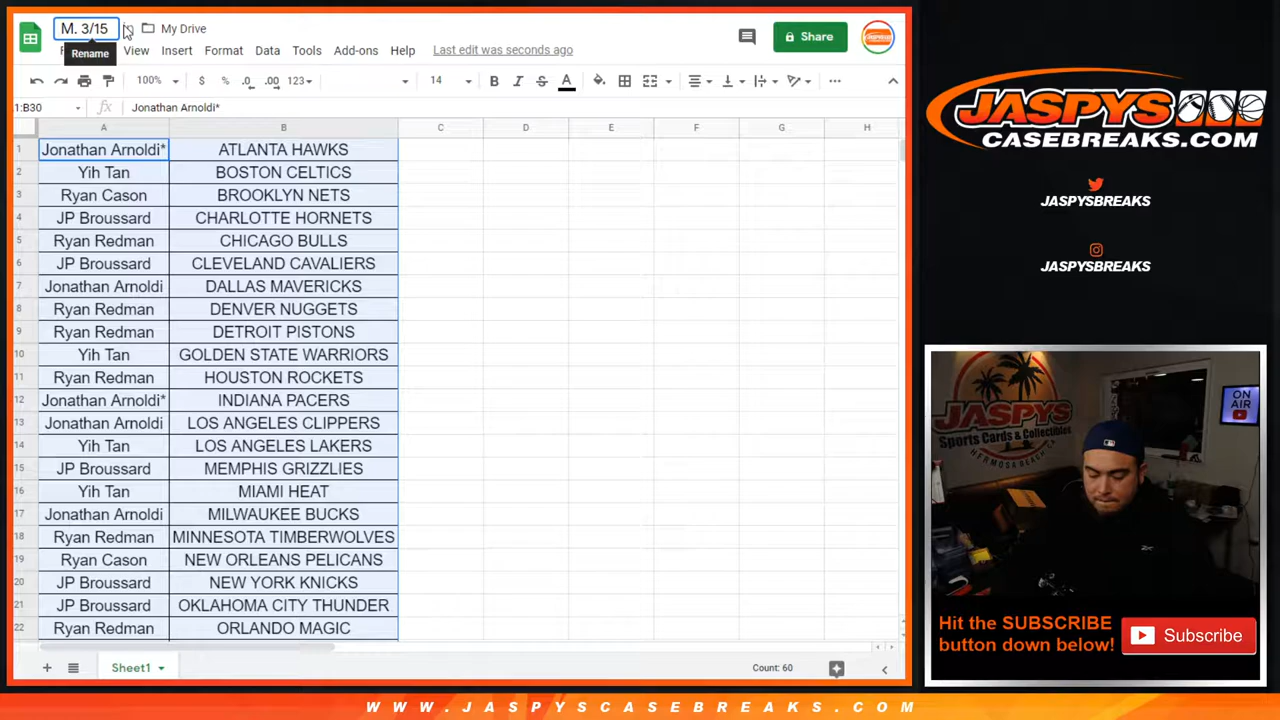 M. 3/15
My Drive
Rename
View Insert Format Data Tools Add-ons Help Last edit was seconds ago
Share
100% $ % .0 .00 123 14 B I S A
1:B30 fx Jonathan Arnoldi*
A B C D E F G H
1 Jonathan Arnoldi* ATLANTA HAWKS
2 Yih Tan BOSTON CELTICS
3 Ryan Cason BROOKLYN NETS
4 JP Broussard CHARLOTTE HORNETS
5 Ryan Redman CHICAGO BULLS
6 JP Broussard CLEVELAND CAVALIERS
7 Jonathan Arnoldi DALLAS MAVERICKS
8 Ryan Redman DENVER NUGGETS
9 Ryan Redman DETROIT PISTONS
10 Yih Tan GOLDEN STATE WARRIORS
11 Ryan Redman HOUSTON ROCKETS
12 Jonathan Arnoldi* INDIANA PACERS
13 Jonathan Arnoldi LOS ANGELES CLIPPERS
14 Yih Tan LOS ANGELES LAKERS
15 JP Broussard MEMPHIS GRIZZLIES
16 Yih Tan MIAMI HEAT
17 Jonathan Arnoldi MILWAUKEE BUCKS
18 Ryan Redman MINNESOTA TIMBERWOLVES
19 Ryan Cason NEW ORLEANS PELICANS
20 JP Broussard NEW YORK KNICKS
21 JP Broussard OKLAHOMA CITY THUNDER
22 Ryan Redman ORLANDO MAGIC
Sheet1
Count: 60
JASPYS
CASEBREAKS.COM
JASPYSBREAKS
JASPYSBREAKS
JASPYS
Sports Cards & Collectibles
HERMOSA BEACH
ON
AIR
Hit the SUBSCRIBE
button down below!
Subscribe
WWW.JASPYSCASEBREAKS.COM